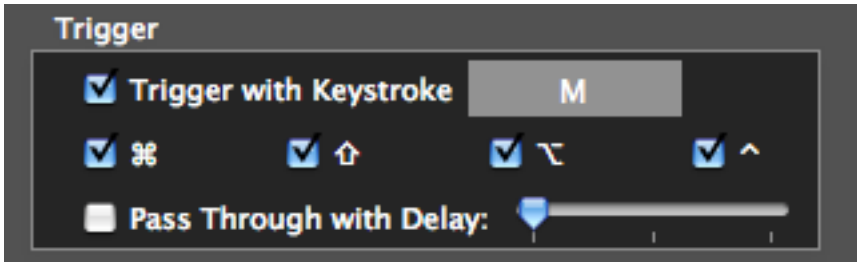 Trigger
Trigger with Keystroke M
⌘ ⇧ ⌥ ^
Pass Through with Delay: